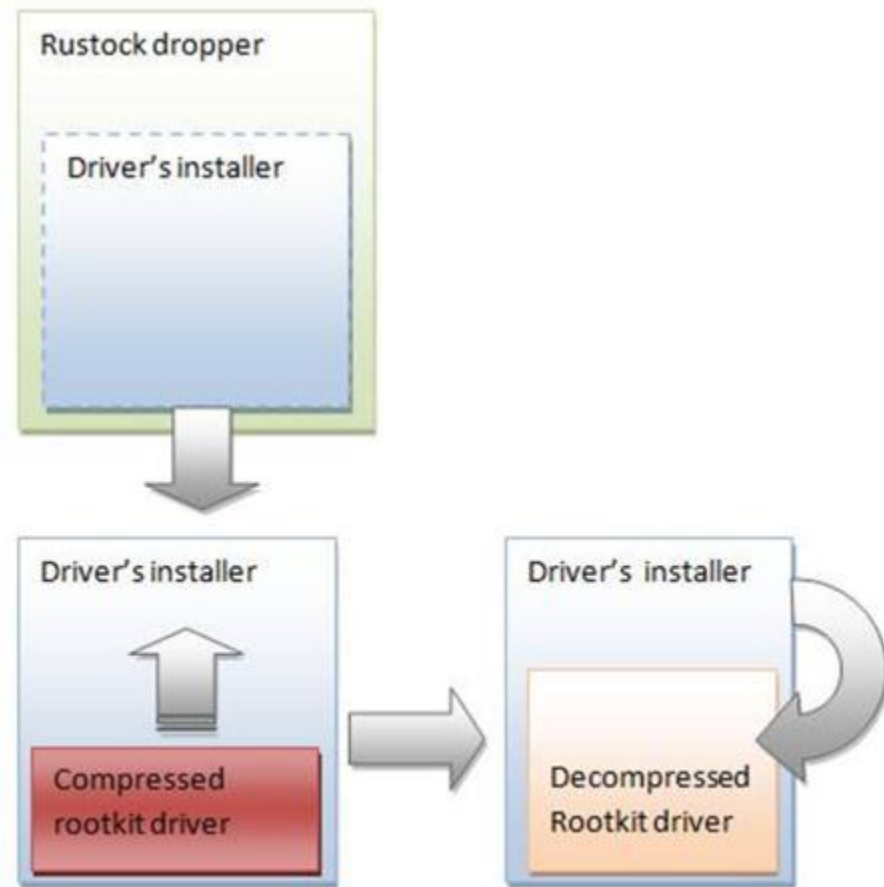 Rustock dropper
Driver's installer
Driver's installer
Compressed
rootkit driver
Driver's installer
Decompressed
Rootkit driver